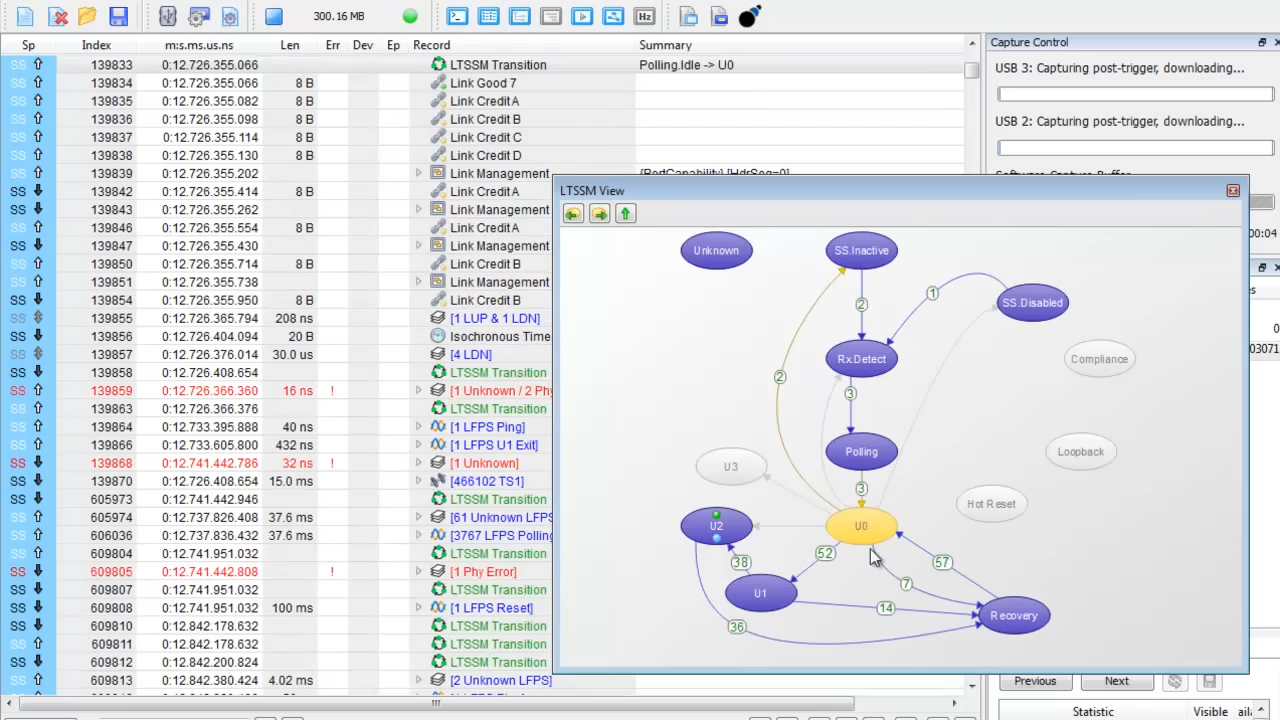 300.16 MB
Hz
Sp Index m:s.ms.us.ns Len Err Dev Ep Record Summary
SS 139833 0:12.726.355.066 LTSSM Transition Polling.Idle -> U0
SS 139834 0:12.726.355.066 8 B Link Good 7
SS 139835 0:12.726.355.082 8 B Link Credit A
SS 139836 0:12.726.355.098 8 B Link Credit B
SS 139837 0:12.726.355.114 8 B Link Credit C
SS 139838 0:12.726.355.130 8 B Link Credit D
SS 139839 0:12.726.355.202 Link Management [PortCapability] [HdrSeq=0]
SS 139842 0:12.726.355.414 8 B Link Credit A
SS 139843 0:12.726.355.262 Link Management
SS 139846 0:12.726.355.554 8 B Link Credit A
SS 139847 0:12.726.355.430 Link Management
SS 139850 0:12.726.355.714 8 B Link Credit B
SS 139851 0:12.726.355.738 Link Management
SS 139854 0:12.726.355.950 8 B Link Credit B
SS 139855 0:12.726.365.794 208 ns [1 LUP & 1 LDN]
SS 139856 0:12.726.404.094 20 B Isochronous Time
SS 139857 0:12.726.376.014 30.0 us [4 LDN]
SS 139858 0:12.726.408.654 LTSSM Transition
SS 139859 0:12.726.366.360 16 ns ! [1 Unknown / 2 Phy
SS 139863 0:12.726.366.376 LTSSM Transition
SS 139864 0:12.733.395.888 40 ns [1 LFPS Ping]
SS 139866 0:12.733.605.800 432 ns [1 LFPS U1 Exit]
SS 139868 0:12.741.442.786 32 ns ! [1 Unknown]
SS 139870 0:12.726.408.654 15.0 ms [466102 TS1]
SS 605973 0:12.741.442.946 LTSSM Transition
SS 605974 0:12.737.826.408 37.6 ms [61 Unknown LFPS
SS 606036 0:12.737.836.432 37.6 ms [3767 LFPS Polling
SS 609804 0:12.741.951.032 LTSSM Transition
SS 609805 0:12.741.442.808 ! [1 Phy Error]
SS 609807 0:12.741.951.032 LTSSM Transition
SS 609808 0:12.741.951.032 100 ms [1 LFPS Reset]
SS 609810 0:12.842.178.632 LTSSM Transition
SS 609811 0:12.842.178.632 LTSSM Transition
SS 609812 0:12.842.200.824 LTSSM Transition
SS 609813 0:12.842.380.424 4.02 ms [2 Unknown LFPS]
LTSSM View
Unknown
SS.Inactive
SS.Disabled
Rx.Detect
Compliance
Polling
Loopback
U3
Hot Reset
U2
U0
U1
Recovery
2
1
2
3
3
52
38
57
7
14
36
Capture Control
USB 3: Capturing post-trigger, downloading...
USB 2: Capturing post-trigger, downloading...
Software Capture Buffer
00:04
es
0
03071
Previous Next
Statistic Visible aila